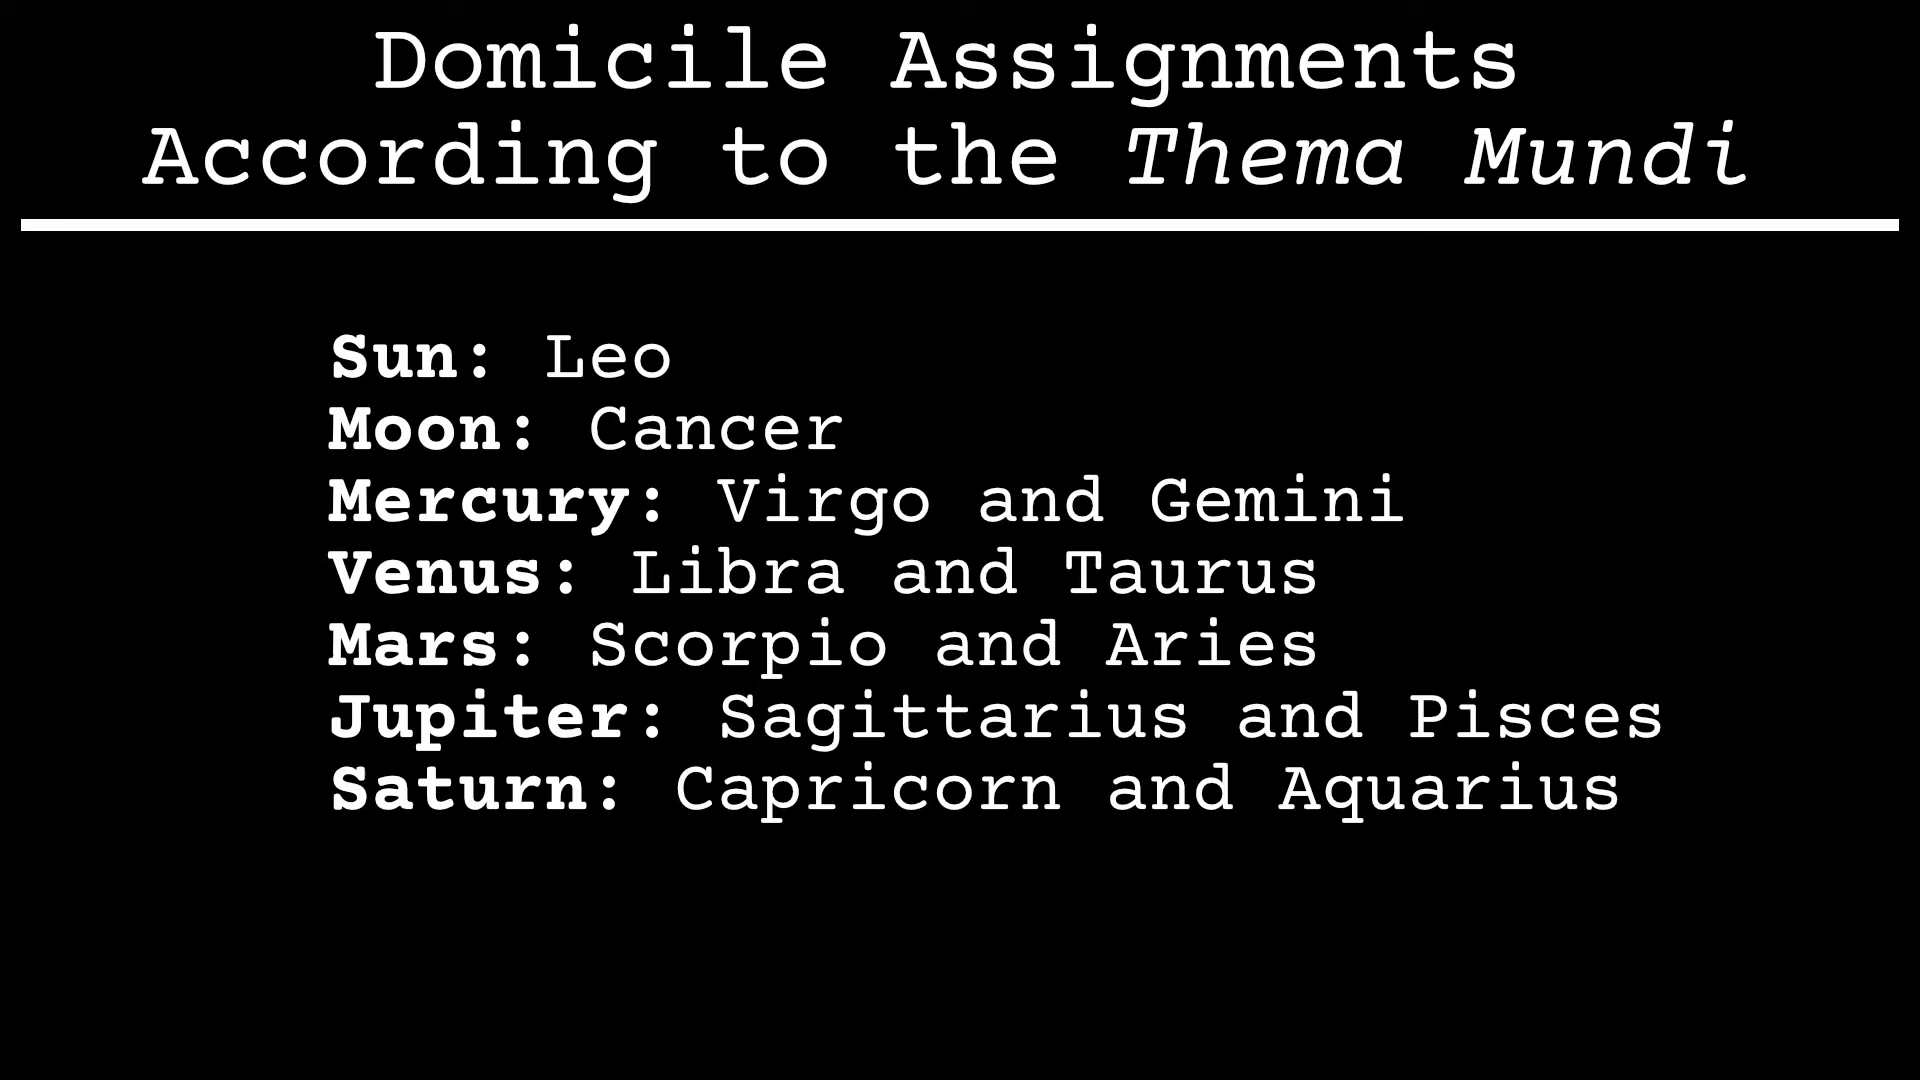 Domicile Assignments
According to the Thema Mundi
Sun: Leo
Moon: Cancer
Mercury: Virgo and Gemini
Venus: Libra and Taurus
Mars: Scorpio and Aries
Jupiter: Sagittarius and Pisces
Saturn: Capricorn and Aquarius